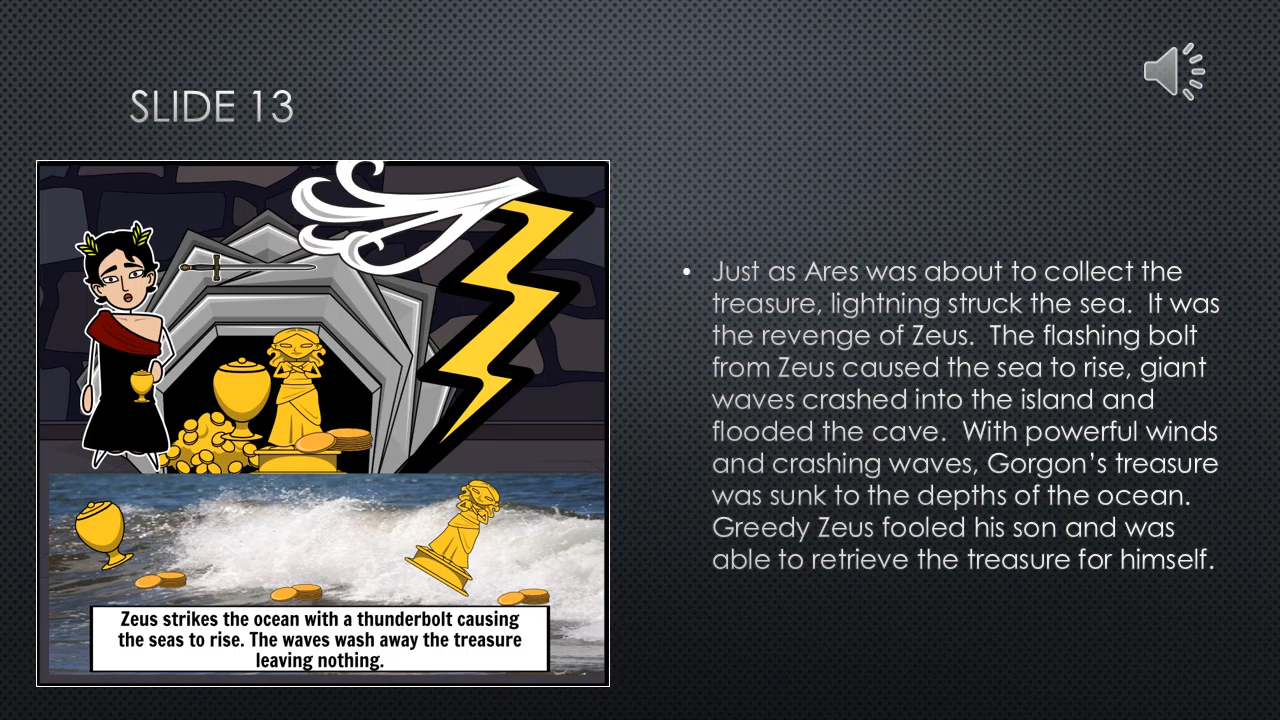 SLIDE 13
• Just as Ares was about to collect the
treasure, lightning struck the sea.  It was
the revenge of Zeus.  The flashing bolt
from Zeus caused the sea to rise, giant
waves crashed into the island and
flooded the cave.  With powerful winds
and crashing waves, Gorgon’s treasure
was sunk to the depths of the ocean.
Greedy Zeus fooled his son and was
able to retrieve the treasure for himself.
Zeus strikes the ocean with a thunderbolt causing
the seas to rise. The waves wash away the treasure
leaving nothing.